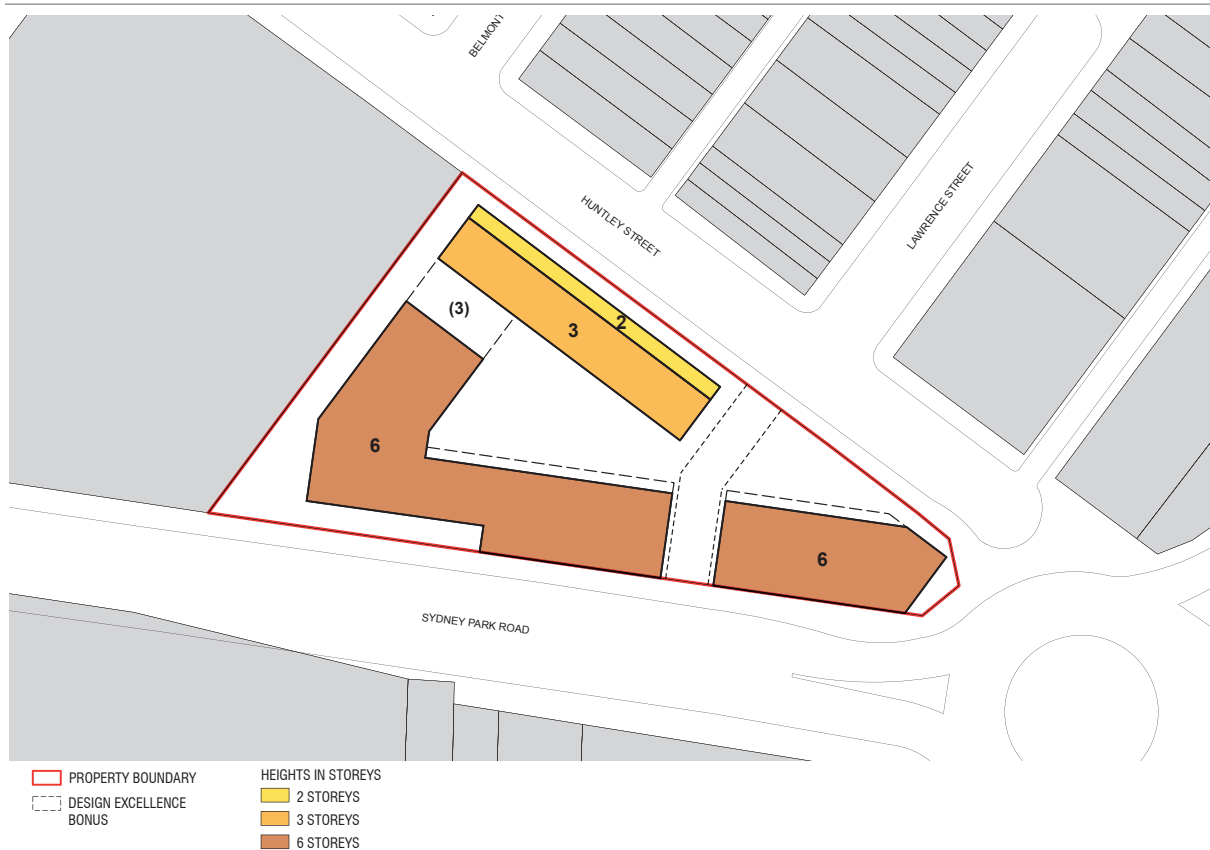 BELMONT
HUNTLEY STREET
LAWRENCE STREET
2
(3)
3
6
6
SYDNEY PARK ROAD
PROPERTY BOUNDARY
DESIGN EXCELLENCE
BONUS
HEIGHTS IN STOREYS
2 STOREYS
3 STOREYS
6 STOREYS